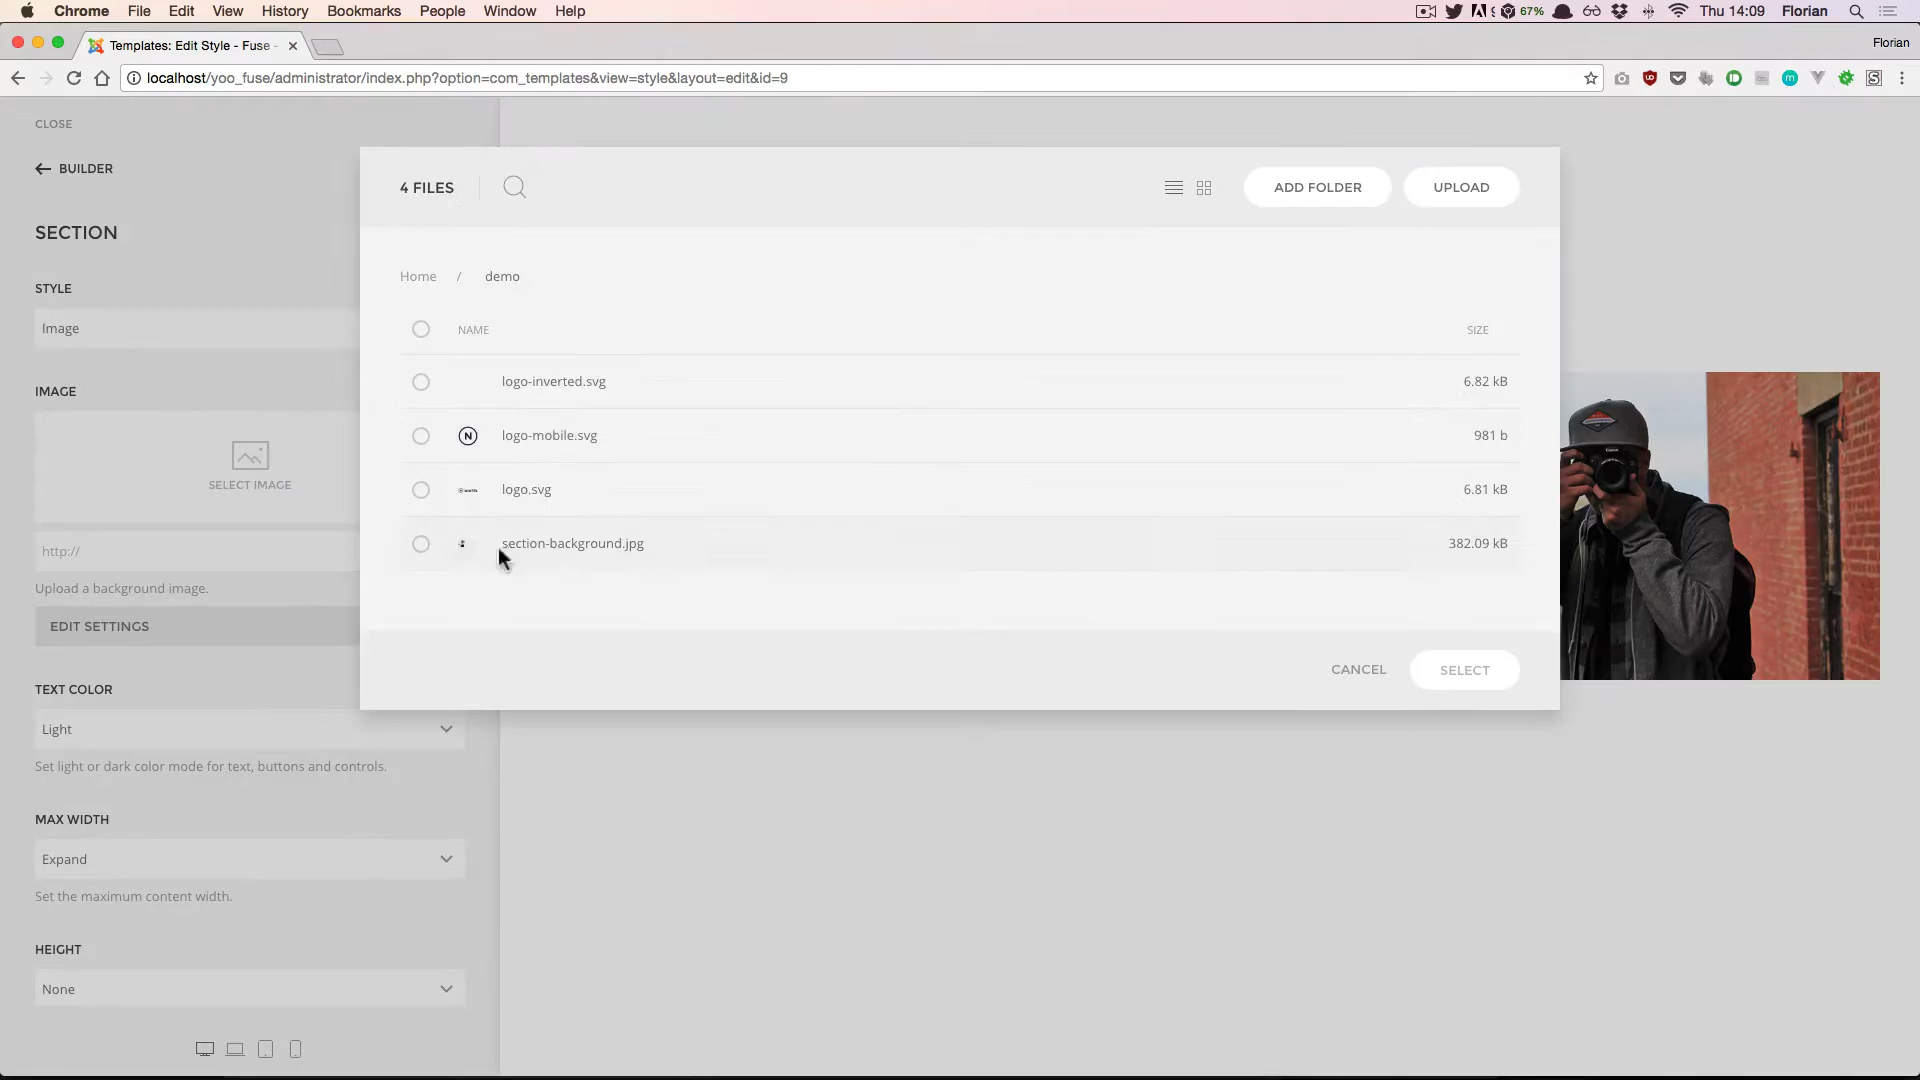 Chrome File Edit View History Bookmarks People Window Help 67% Thu 14:09 Florian
Templates: Edit Style - Fuse - Florian
localhost/yoo_fuse/administrator/index.php?option=com_templates&view=style&layout=edit&id=9
CLOSE
BUILDER
SECTION
STYLE
Image
IMAGE
SELECT IMAGE
http://
Upload a background image.
EDIT SETTINGS
TEXT COLOR
Light
Set light or dark color mode for text, buttons and controls.
MAX WIDTH
Expand
Set the maximum content width.
HEIGHT
None
4 FILES ADD FOLDER UPLOAD
Home / demo
NAME SIZE
logo-inverted.svg 6.82 kB
N logo-mobile.svg 981 b
logo.svg 6.81 kB
section-background.jpg 382.09 kB
CANCEL SELECT
Canon